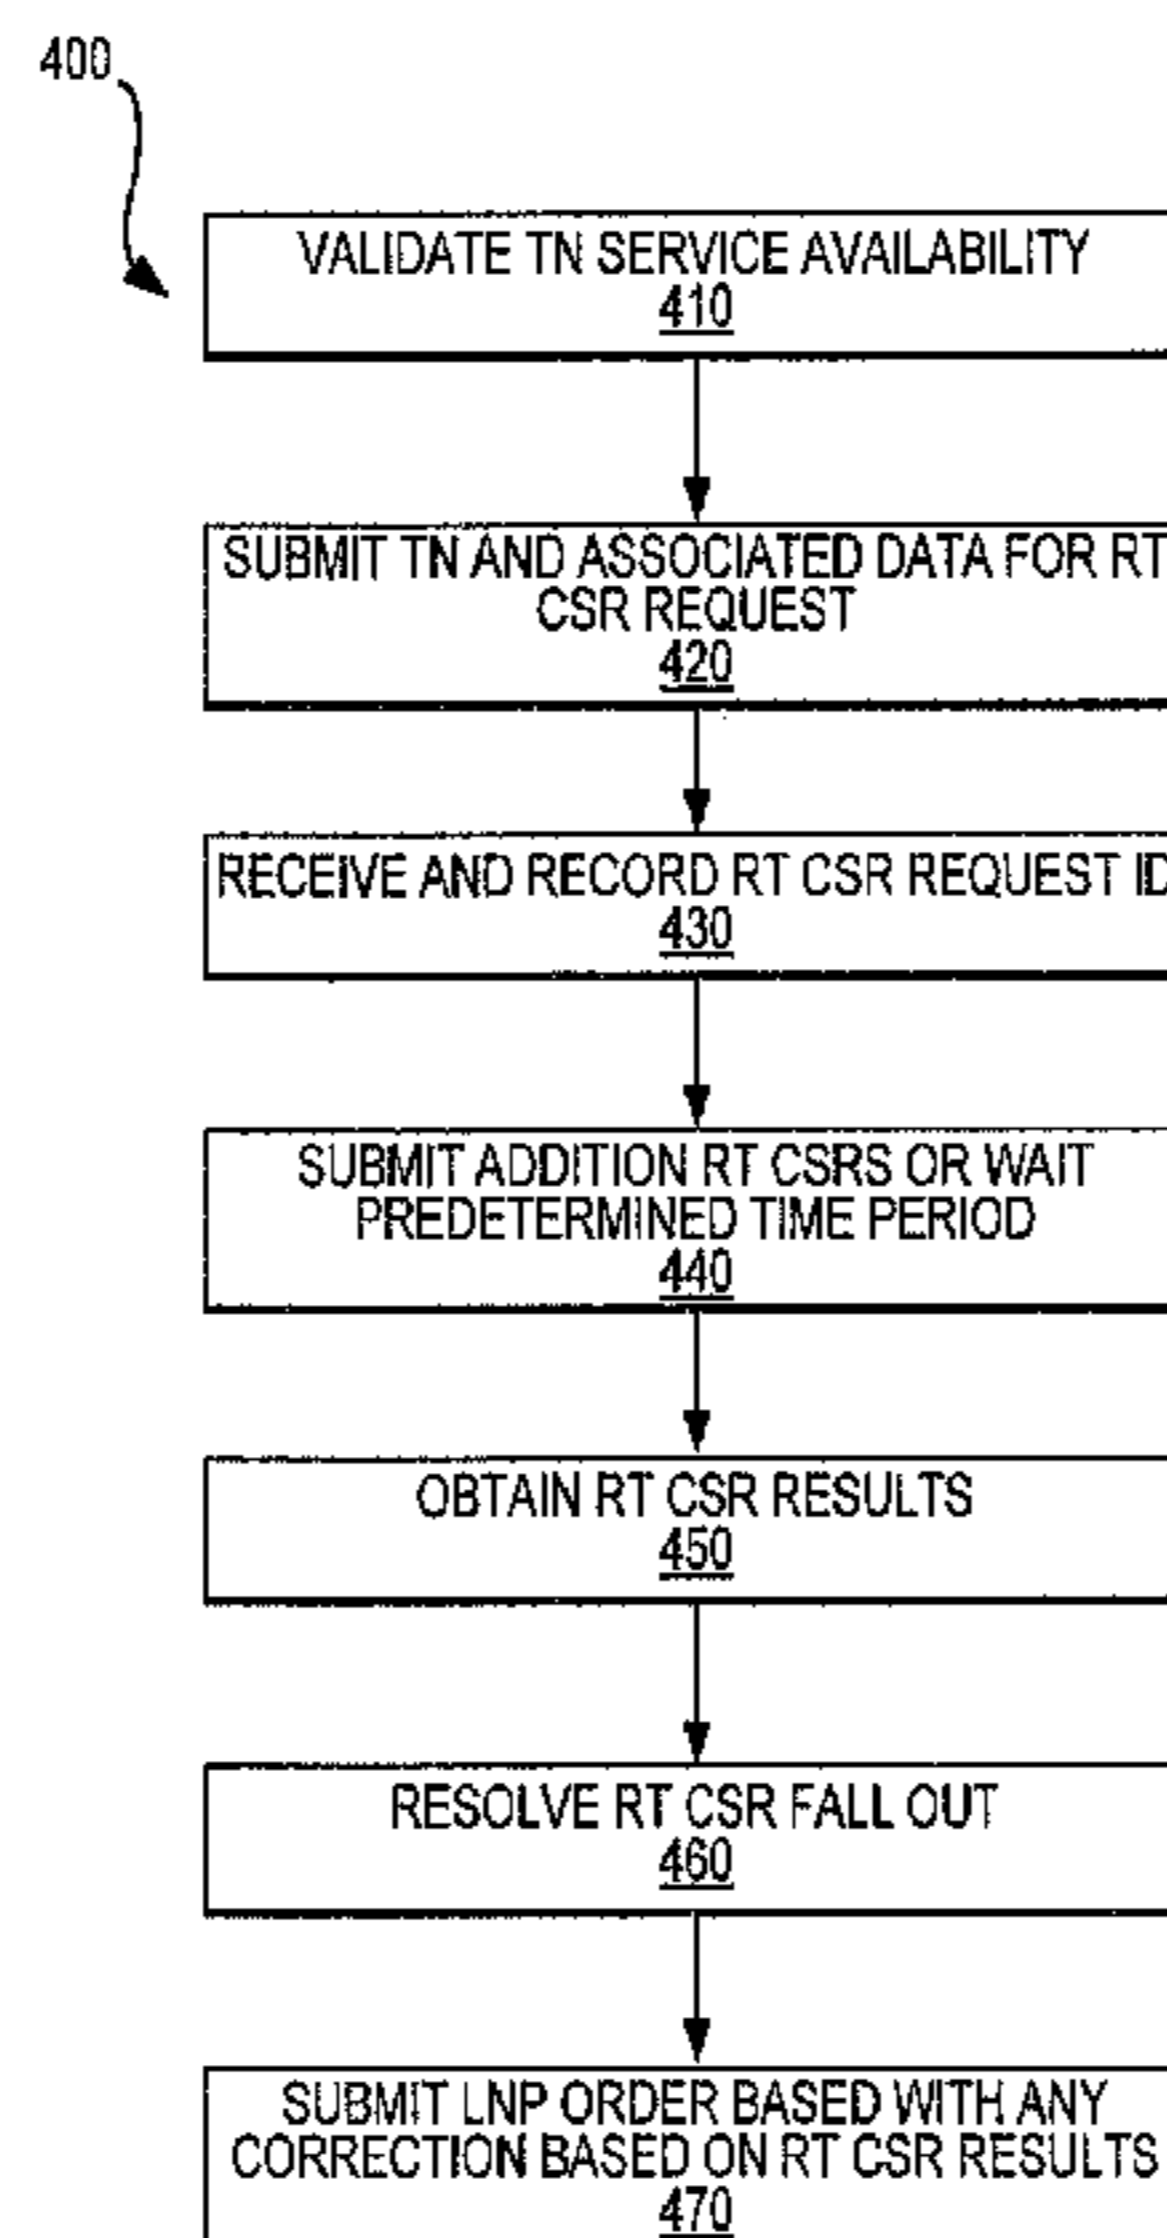 400
VALIDATE TN SERVICE AVAILABILITY
410
SUBMIT TN AND ASSOCIATED DATA FOR RT
CSR REQUEST
420
RECEIVE AND RECORD RT CSR REQUEST ID
430
SUBMIT ADDITION RT CSRS OR WAIT
PREDETERMINED TIME PERIOD
440
OBTAIN RT CSR RESULTS
450
RESOLVE RT CSR FALL OUT
460
SUBMIT LNP ORDER BASED WITH ANY
CORRECTION BASED ON RT CSR RESULTS
470